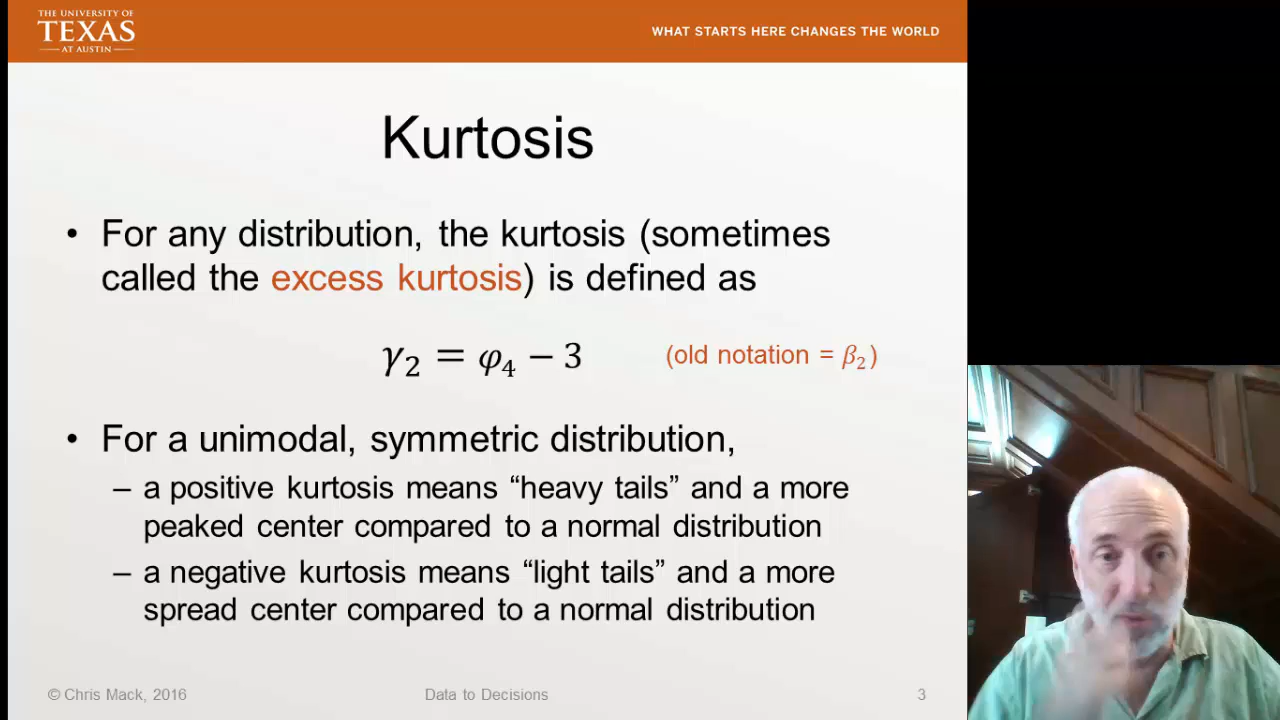 THE UNIVERSITY OF
TEXAS
AT AUSTIN
WHAT STARTS HERE CHANGES THE WORLD
Kurtosis
• For any distribution, the kurtosis (sometimes
called the excess kurtosis) is defined as
γ₂ = φ₄ − 3 (old notation = β₂)
• For a unimodal, symmetric distribution,
– a positive kurtosis means “heavy tails” and a more
peaked center compared to a normal distribution
– a negative kurtosis means “light tails” and a more
spread center compared to a normal distribution
© Chris Mack, 2016 Data to Decisions 3